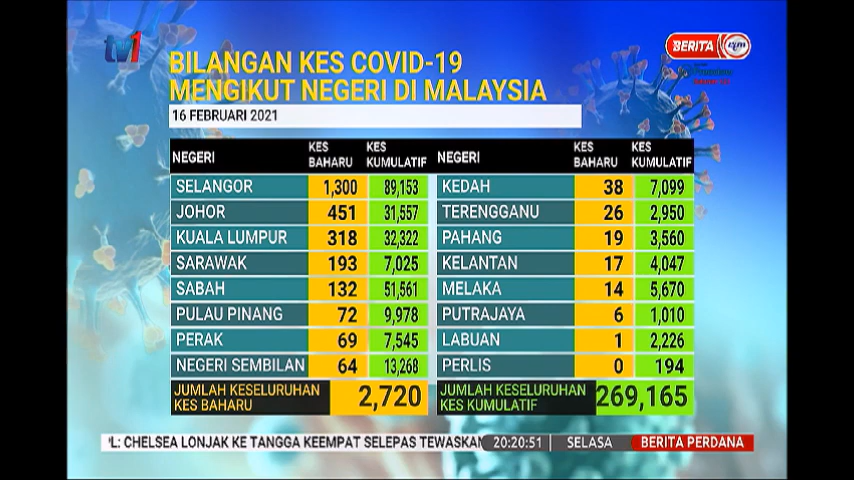 tv1
BERITA rtm
BILANGAN KES COVID-19
MENGIKUT NEGERI DI MALAYSIA
16 FEBRUARI 2021
NEGERI KES BAHARU KES KUMULATIF NEGERI KES BAHARU KES KUMULATIF
SELANGOR 1,300 89,153 KEDAH 38 7,099
JOHOR 451 31,557 TERENGGANU 26 2,950
KUALA LUMPUR 318 32,322 PAHANG 19 3,560
SARAWAK 193 7,025 KELANTAN 17 4,047
SABAH 132 51,561 MELAKA 14 5,670
PULAU PINANG 72 9,978 PUTRAJAYA 6 1,010
PERAK 69 7,545 LABUAN 1 2,226
NEGERI SEMBILAN 64 13,268 PERLIS 0 194
JUMLAH KESELURUHAN KES BAHARU 2,720 JUMLAH KESELURUHAN KES KUMULATIF 269,165
'L: CHELSEA LONJAK KE TANGGA KEEMPAT SELEPAS TEWASKAN 20:20:51 | SELASA BERITA PERDANA